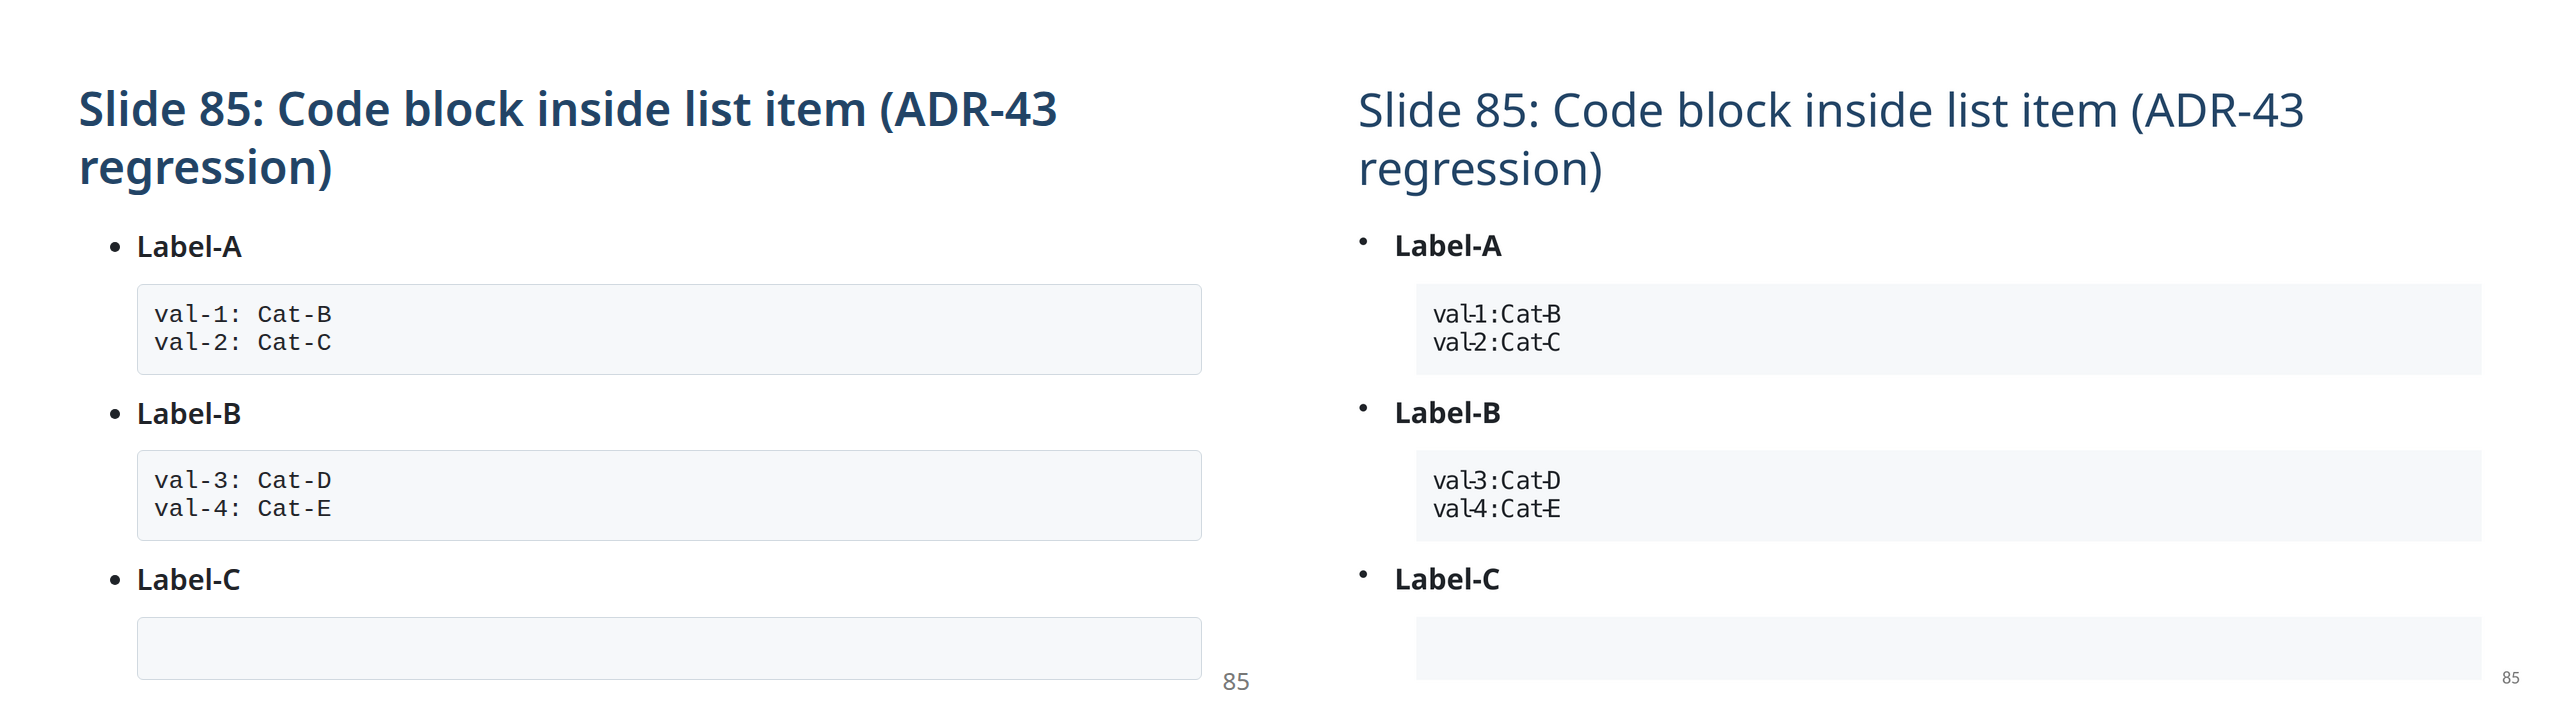 Slide 85: Code block inside list item (ADR-43
regression)
• Label-A
val-1: Cat-B
val-2: Cat-C
• Label-B
val-3: Cat-D
val-4: Cat-E
• Label-C
85
Slide 85: Code block inside list item (ADR-43
regression)
• Label-A
val-1:Cat-B
val-2:Cat-C
• Label-B
val-3:Cat-D
val-4:Cat-E
• Label-C
85